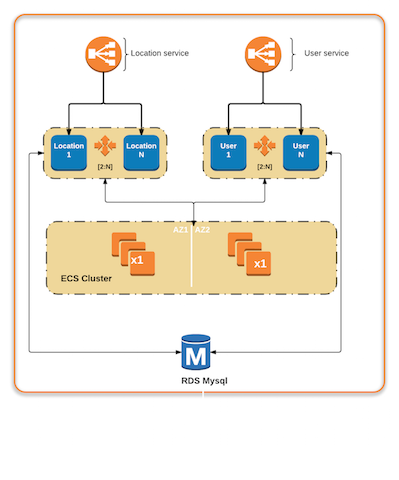 Location service
User service
Location
1
Location
N
[2:N]
User
1
User
N
[2:N]
AZ1
AZ2
x1
x1
ECS Cluster
M
RDS Mysql